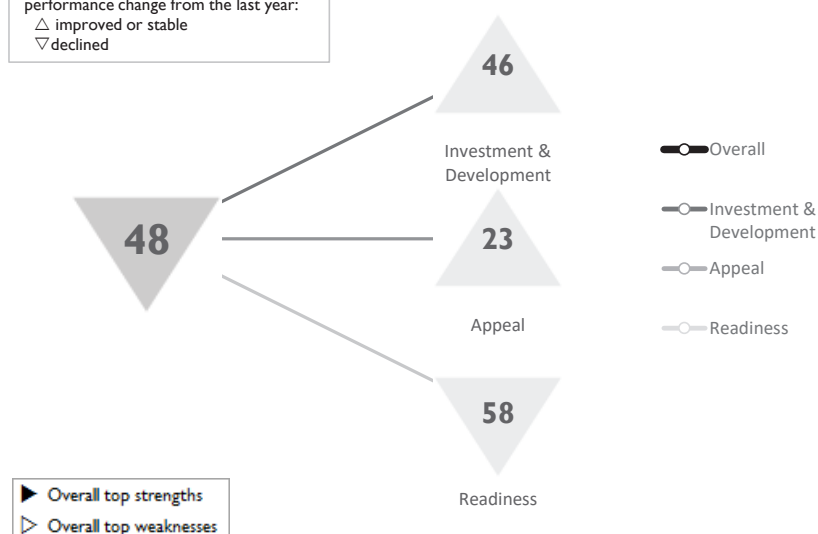 performance change from the last year:
△ improved or stable
▽ declined
46
Investment &
Development
48
23
Appeal
58
Readiness
Overall
Investment &
Development
Appeal
Readiness
▶ Overall top strengths
▷ Overall top weaknesses